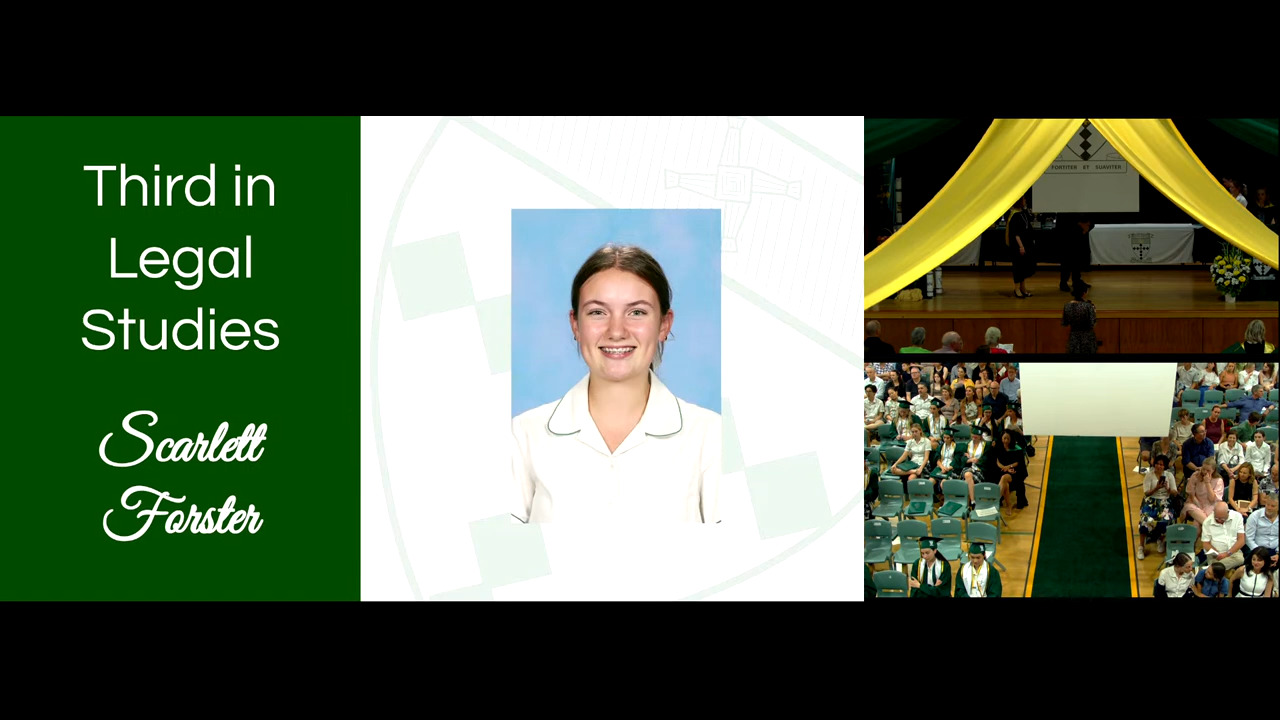 Third in
Legal
Studies
Scarlett
Forster
FORTITER ET SUAVITER